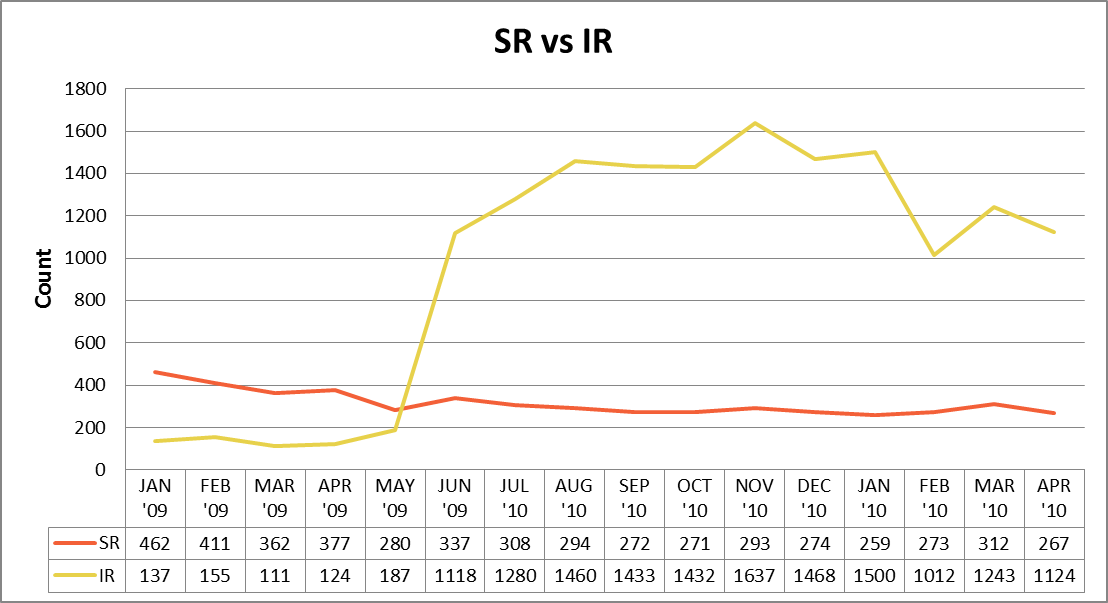 SR vs IR
1800
1600
1400
1200
1000
800
600
400
200
0
Count
JAN FEB MAR APR MAY JUN JUL AUG SEP OCT NOV DEC JAN FEB MAR APR
'09 '09 '09 '09 '09 '09 '10 '10 '10 '10 '10 '10 '10 '10 '10 '10
SR 462 411 362 377 280 337 308 294 272 271 293 274 259 273 312 267
IR 137 155 111 124 187 1118 1280 1460 1433 1432 1637 1468 1500 1012 1243 1124